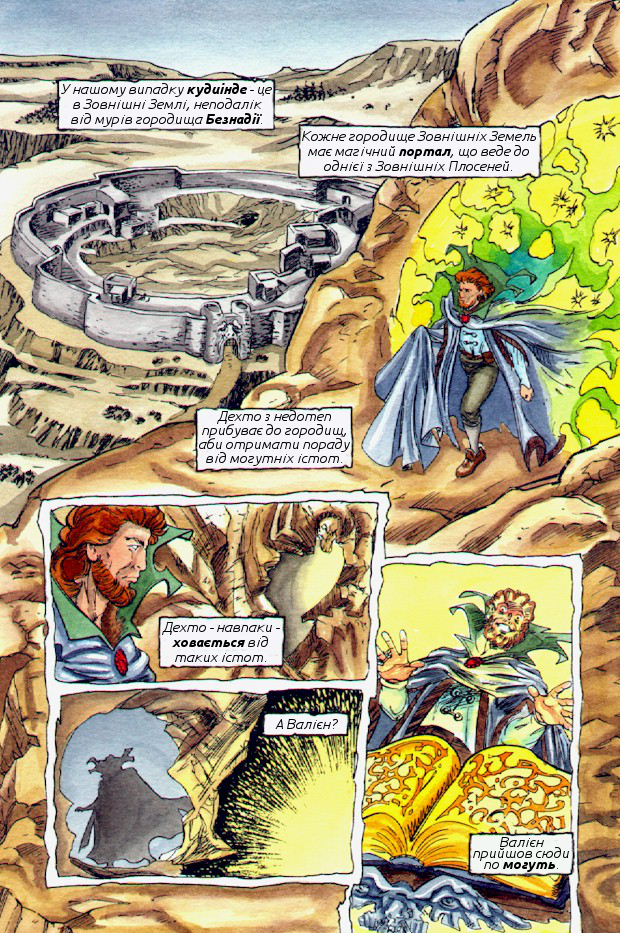 У нашому випадку кудиінде - це
в Зовнішні Землі, неподалік
від мурів городища Безнадії.
Кожне городище Зовнішніх Земель
має магічний портал, що веде до
однієї з Зовнішніх Плосеней.
Дехто з недотеп
прибуває до городищ,
аби отримати пораду
від могутніх істот.
Дехто - навпаки -
ховається від
таких істот.
А Валієн?
Валієн
прийшов сюди
по могуть.